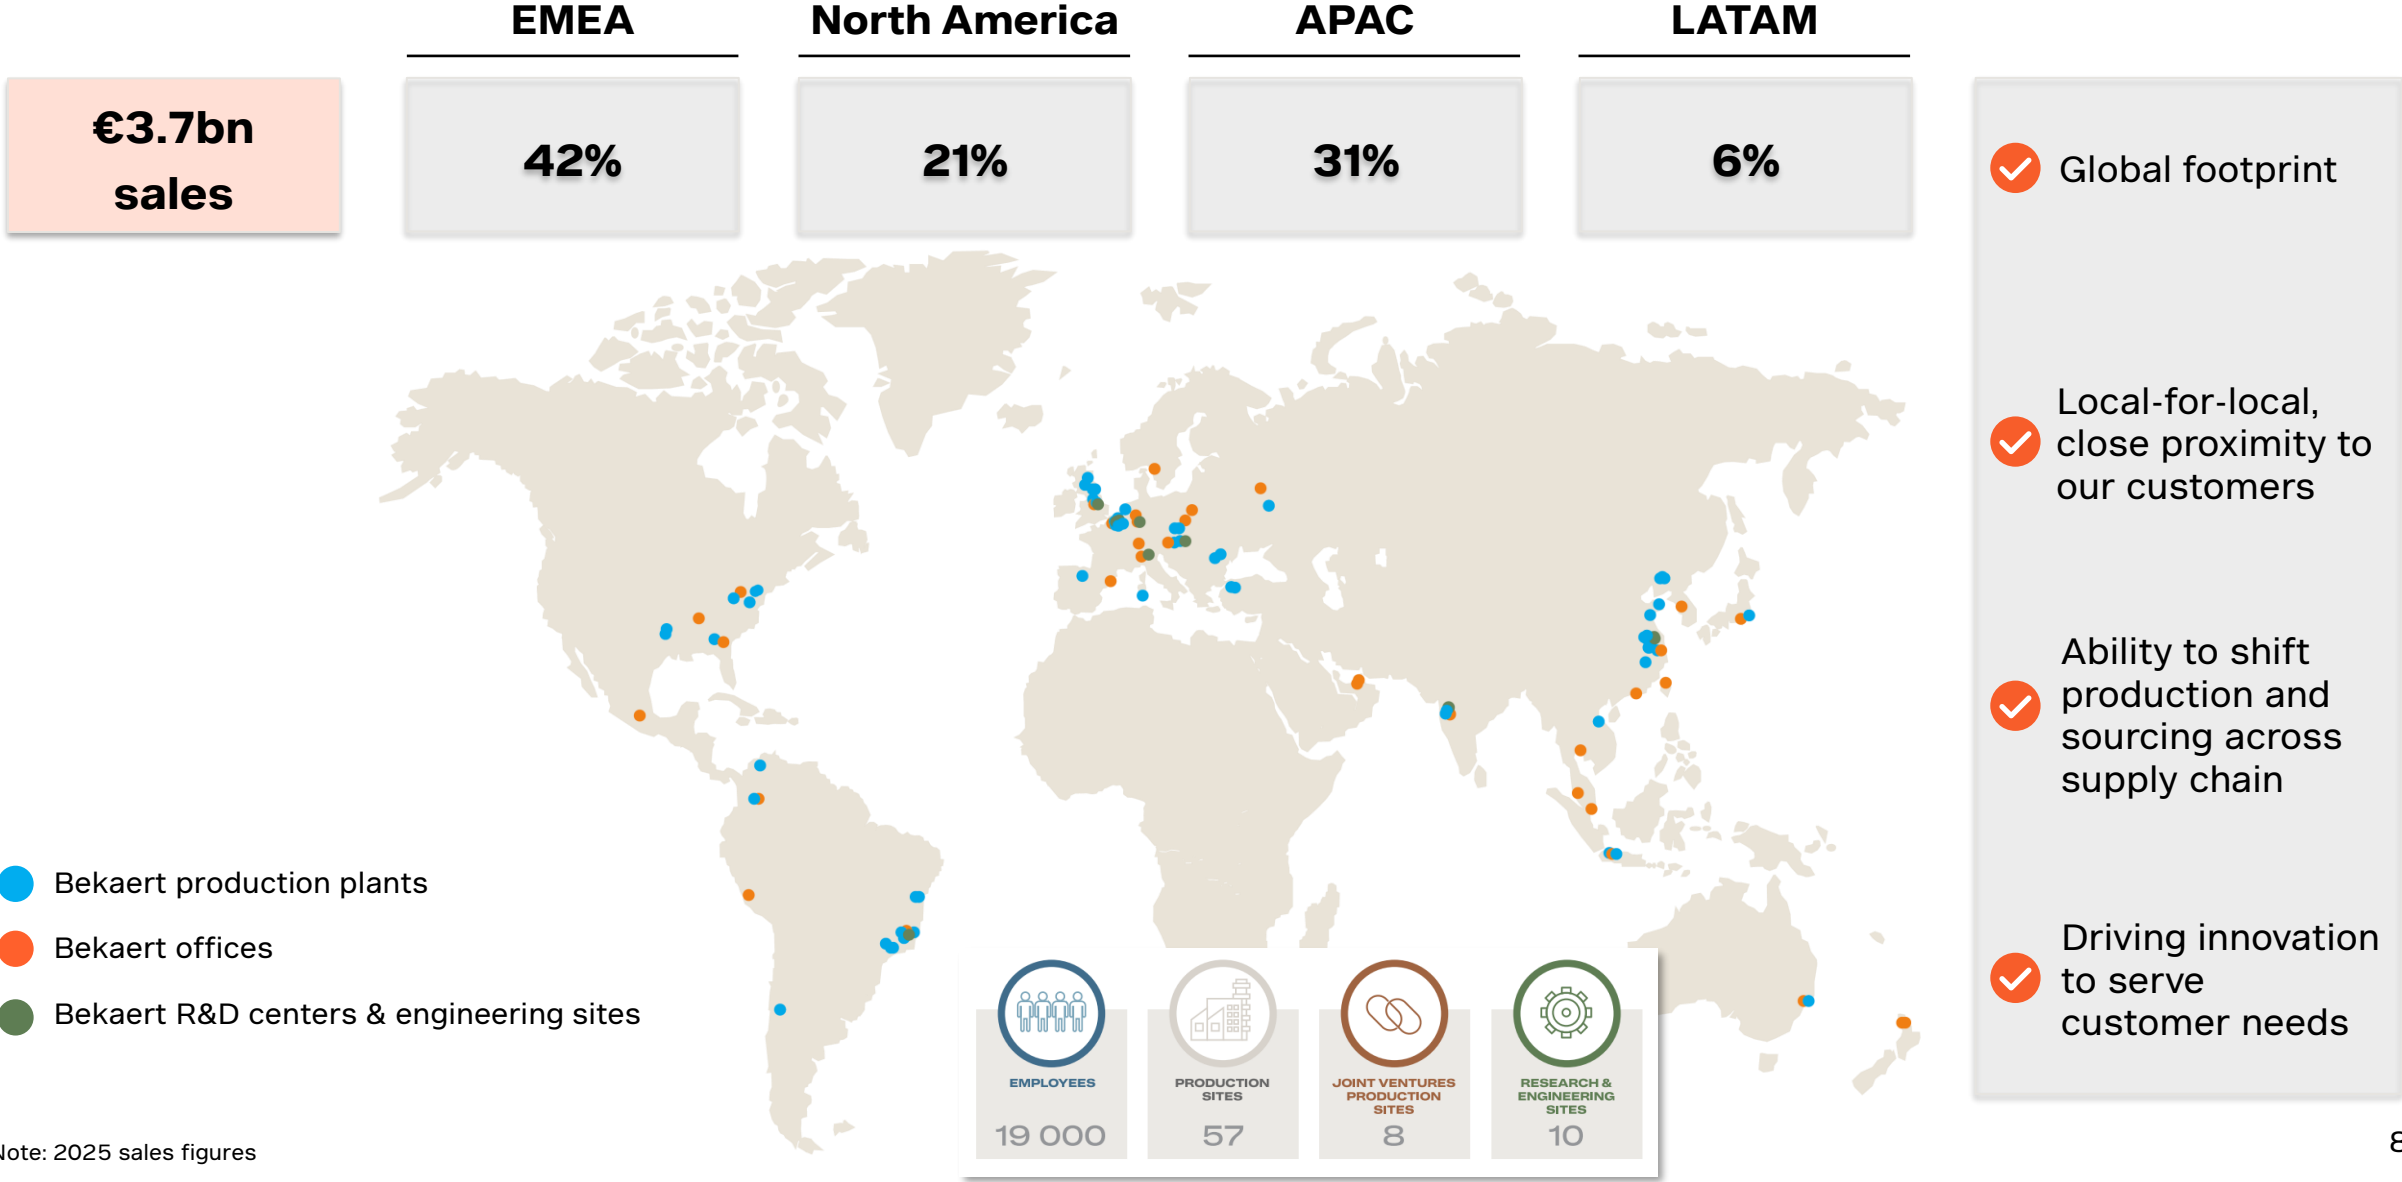 EMEA
North America
APAC
LATAM
€3.7bn
sales
42%
21%
31%
6%
Global footprint
Local-for-local,
close proximity to
our customers
Ability to shift
production and
sourcing across
supply chain
Driving innovation
to serve
customer needs
Bekaert production plants
Bekaert offices
Bekaert R&D centers & engineering sites
EMPLOYEES
19 000
PRODUCTION
SITES
57
JOINT VENTURES
PRODUCTION
SITES
8
RESEARCH &
ENGINEERING
SITES
10
Note: 2025 sales figures
8